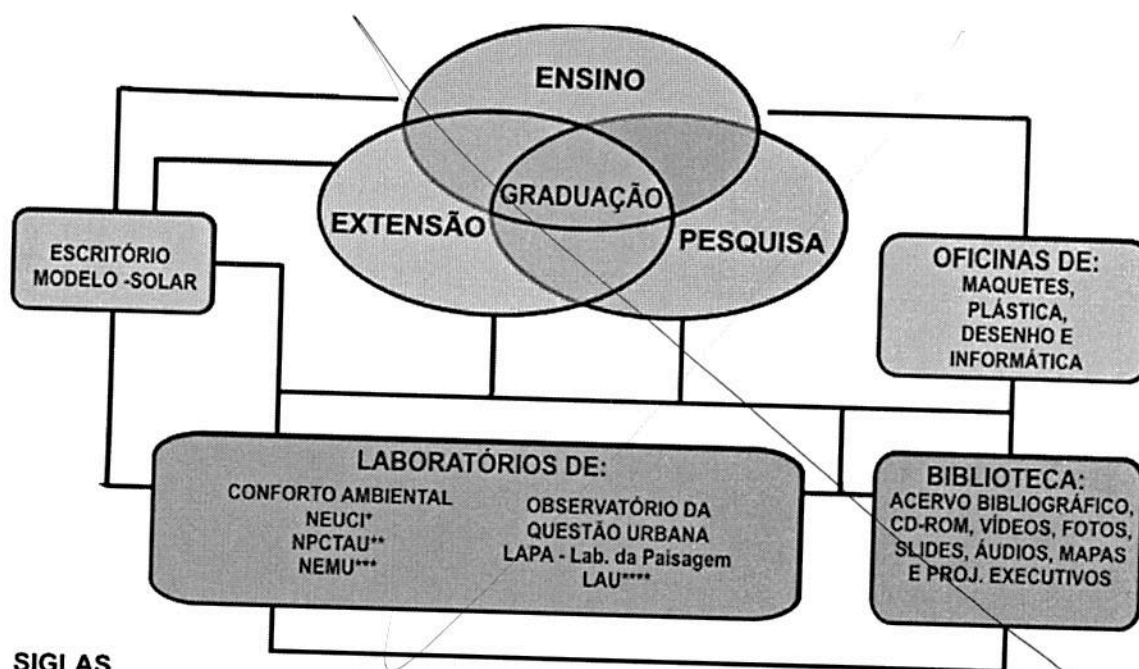 ENSINO
GRADUAÇÃO
EXTENSÃO
PESQUISA
ESCRITÓRIO
MODELO -SOLAR
OFICINAS DE:
MAQUETES,
PLÁSTICA,
DESENHO E
INFORMÁTICA
LABORATÓRIOS DE:
CONFORTO AMBIENTAL
NEUCI*
NPCTAU**
NEMU***
OBSERVATÓRIO DA
QUESTÃO URBANA
LAPA - Lab. da Paisagem
LAU****
BIBLIOTECA:
ACERVO BIBLIOGRÁFICO,
CD-ROM, VÍDEOS, FOTOS,
SLIDES, ÁUDIOS, MAPAS
E PROJ. EXECUTIVOS
SIGLAS